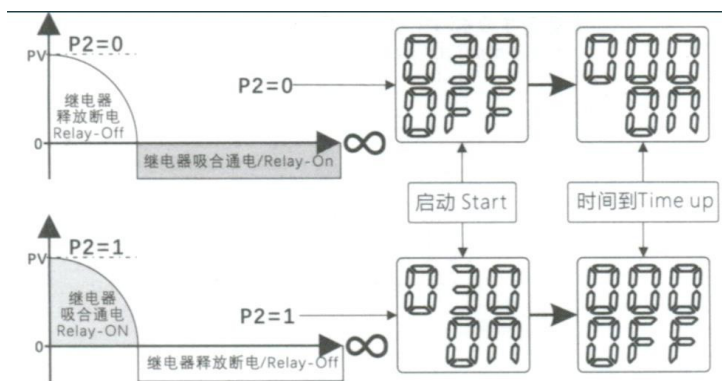 P2=0
PV
继电器
释放断电
Relay-Off
0
继电器吸合通电/Relay-On
∞
P2=0
030
OFF
000
ON
启动 Start
时间到Time up
P2=1
PV
继电器
吸合通电
Relay-ON
0
继电器释放断电/Relay-Off
∞
P2=1
030
ON
000
OFF